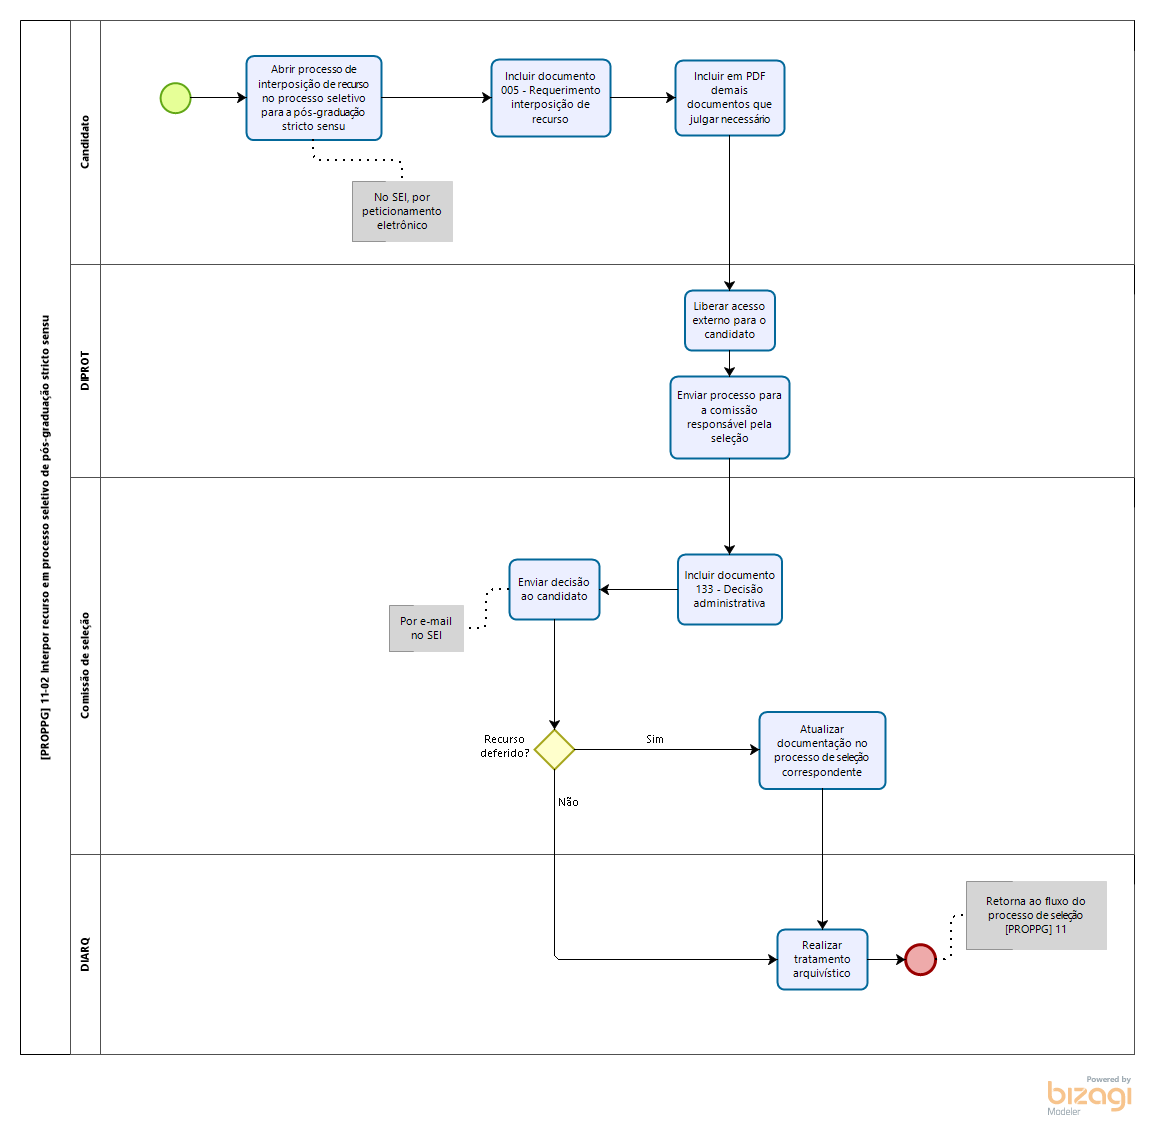 [PROPPG] 11-02 Interpor recurso em processo seletivo de pós-graduação stricto sensu
Candidato
Abrir processo de
interposição de recurso
no processo seletivo
para a pós-graduação
stricto sensu
Incluir documento
005 - Requerimento
interposição de
recurso
Incluir em PDF
demais
documentos que
julgar necessário
No SEI, por
peticionamento
eletrônico
DIPROT
Liberar acesso
externo para o
candidato
Enviar processo para
a comissão
responsável pela
seleção
Comissão de seleção
Incluir documento
133 - Decisão
administrativa
Enviar decisão
ao candidato
Por e-mail
no SEI
Recurso
deferido?
Sim
Não
Atualizar
documentação no
processo de seleção
correspondente
DIARQ
Realizar
tratamento
arquivístico
Retorna ao fluxo do
processo de seleção
[PROPPG] 11
Powered by
bizagi
Modeler